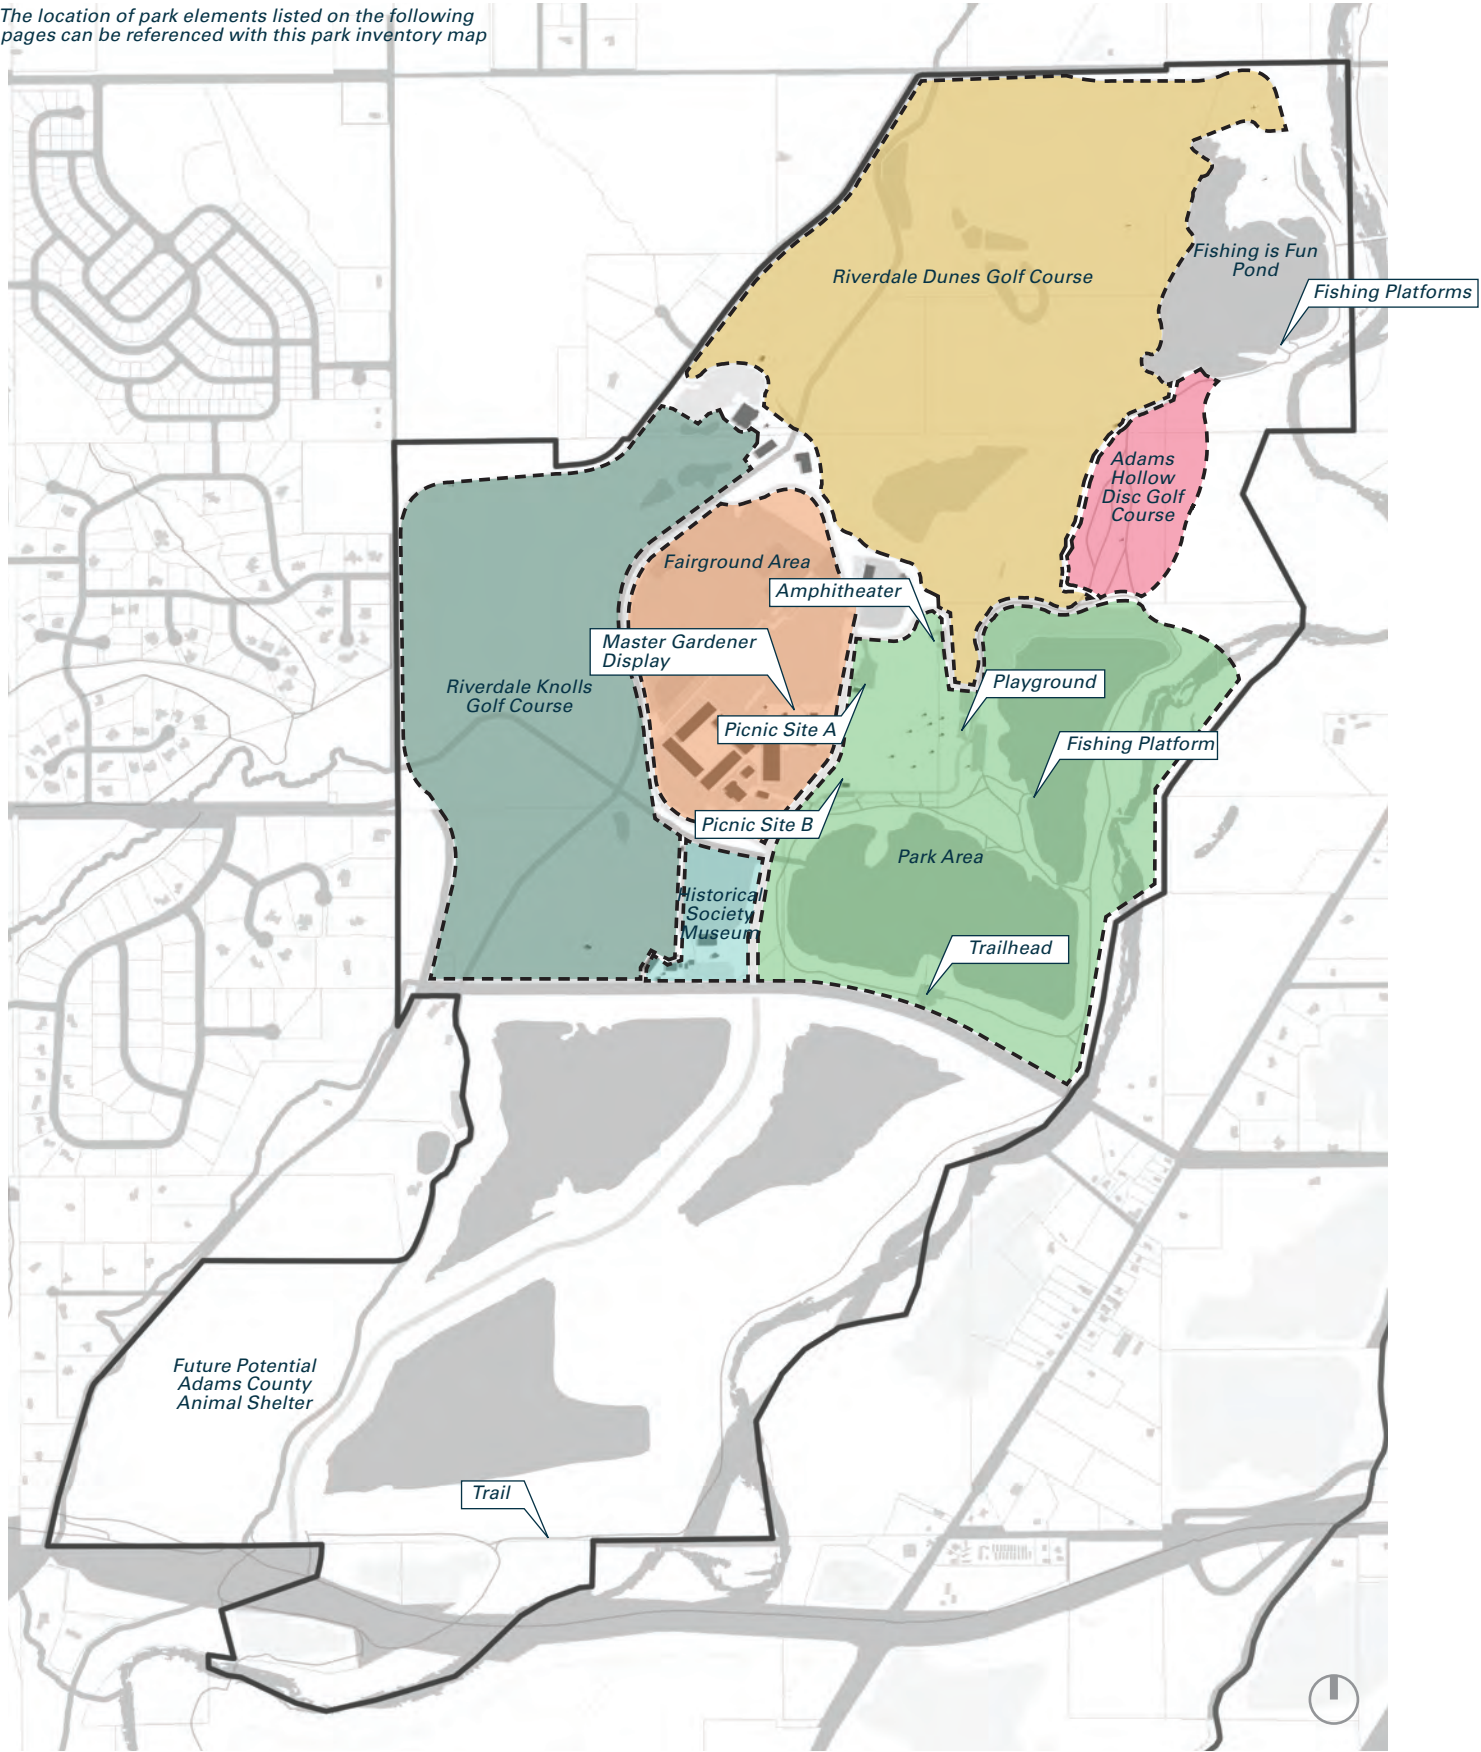 The location of park elements listed on the following
pages can be referenced with this park inventory map
Riverdale Dunes Golf Course
Fishing is Fun
Pond
Fishing Platforms
Adams
Hollow
Disc Golf
Course
Fairground Area
Amphitheater
Master Gardener
Display
Riverdale Knolls
Golf Course
Playground
Picnic Site A
Fishing Platform
Picnic Site B
Park Area
Historical
Society
Museum
Trailhead
Future Potential
Adams County
Animal Shelter
Trail